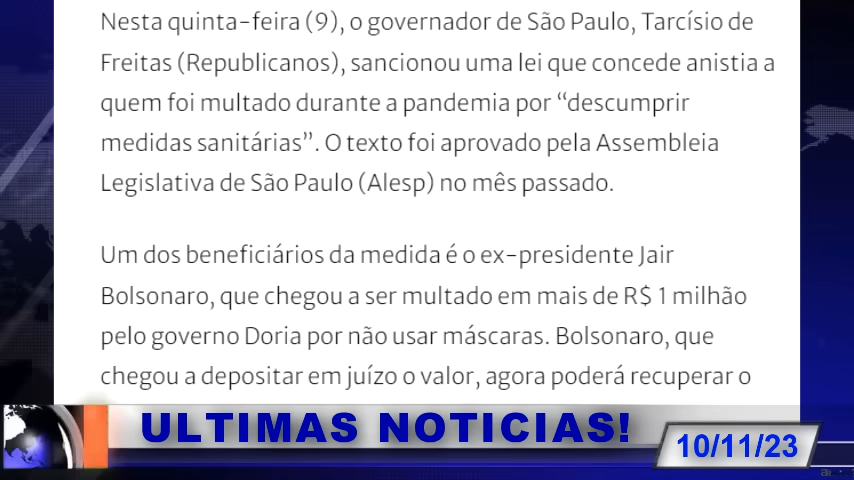 Nesta quinta-feira (9), o governador de São Paulo, Tarcísio de
Freitas (Republicanos), sancionou uma lei que concede anistia a
quem foi multado durante a pandemia por “descumprir
medidas sanitárias”. O texto foi aprovado pela Assembleia
Legislativa de São Paulo (Alesp) no mês passado.
Um dos beneficiários da medida é o ex-presidente Jair
Bolsonaro, que chegou a ser multado em mais de R$ 1 milhão
pelo governo Doria por não usar máscaras. Bolsonaro, que
chegou a depositar em juízo o valor, agora poderá recuperar o
ULTIMAS NOTICIAS!
10/11/23